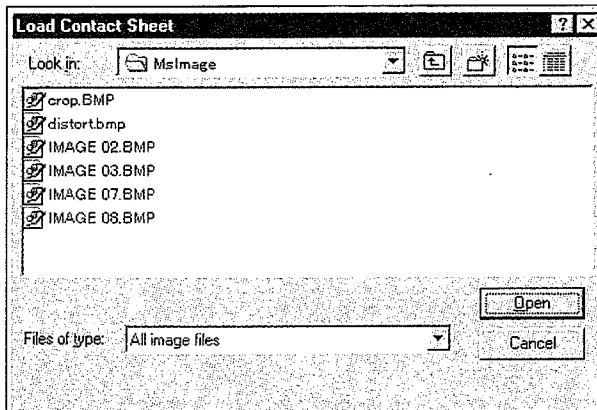 Load Contact Sheet
Look in: MsImage
crop.BMP
distort.bmp
IMAGE 02.BMP
IMAGE 03.BMP
IMAGE 07.BMP
IMAGE 08.BMP
Open
Files of type: All image files
Cancel